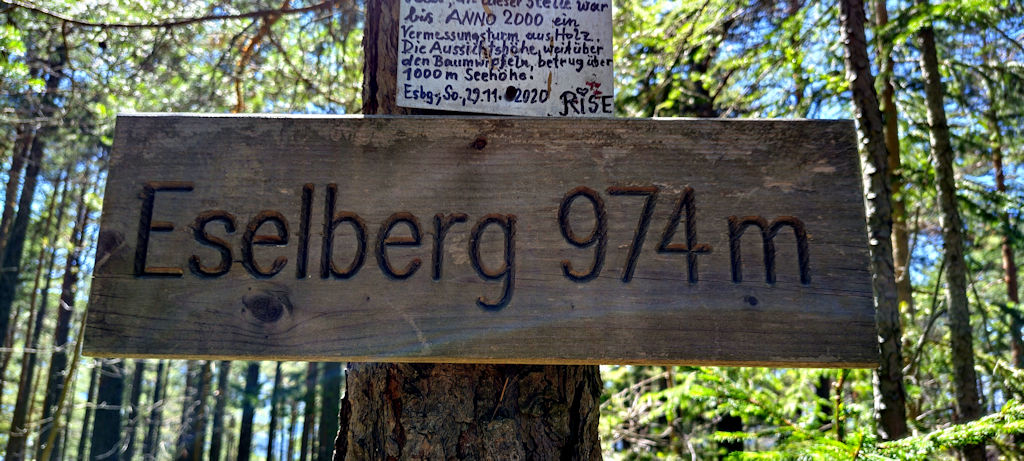 an dieser Stelle war
bis ANNO 2000 ein
Vermessungsturm aus Holz.
Die Aussichtshöhe, weit über
den Baumwipfeln, betrug über
1000 m Seehöhe.
Esbg., So., 29.11. 2020 RISE
Eselberg 974 m